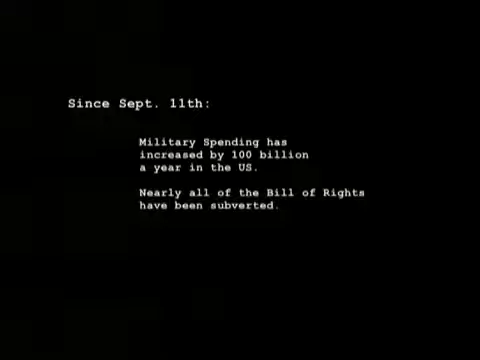 Since Sept. 11th:
Military Spending has
increased by 100 billion
a year in the US.
Nearly all of the Bill of Rights
have been subverted.